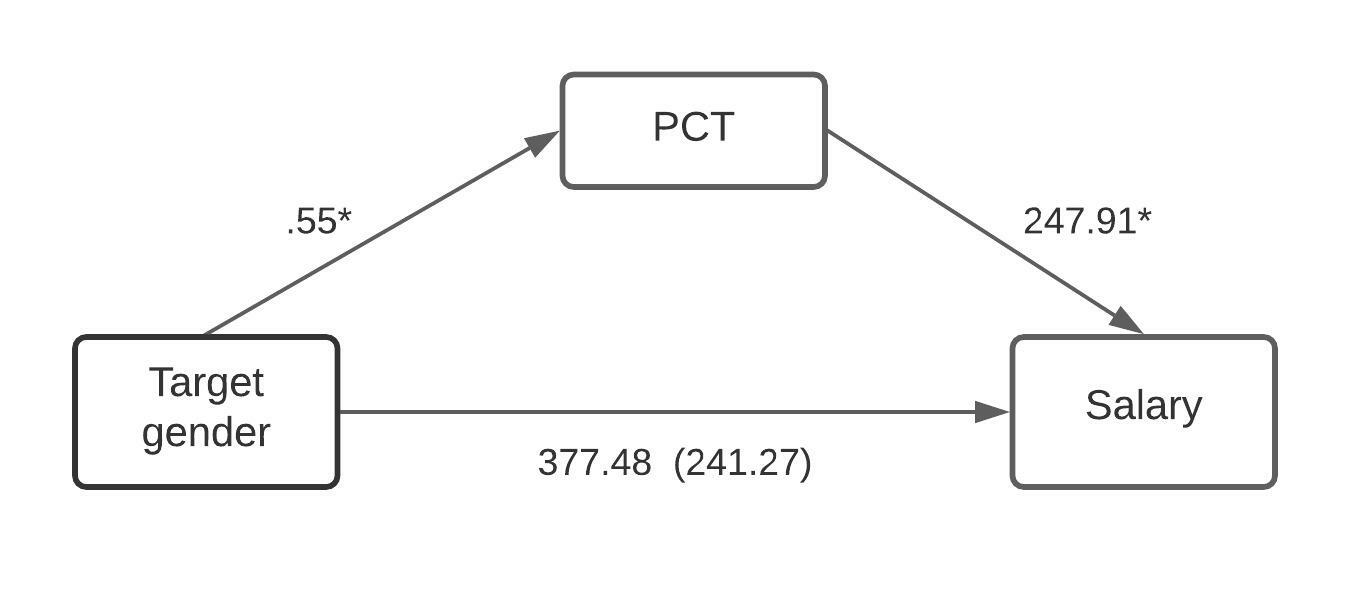 PCT
.55*
247.91*
Target
gender
Salary
377.48  (241.27)